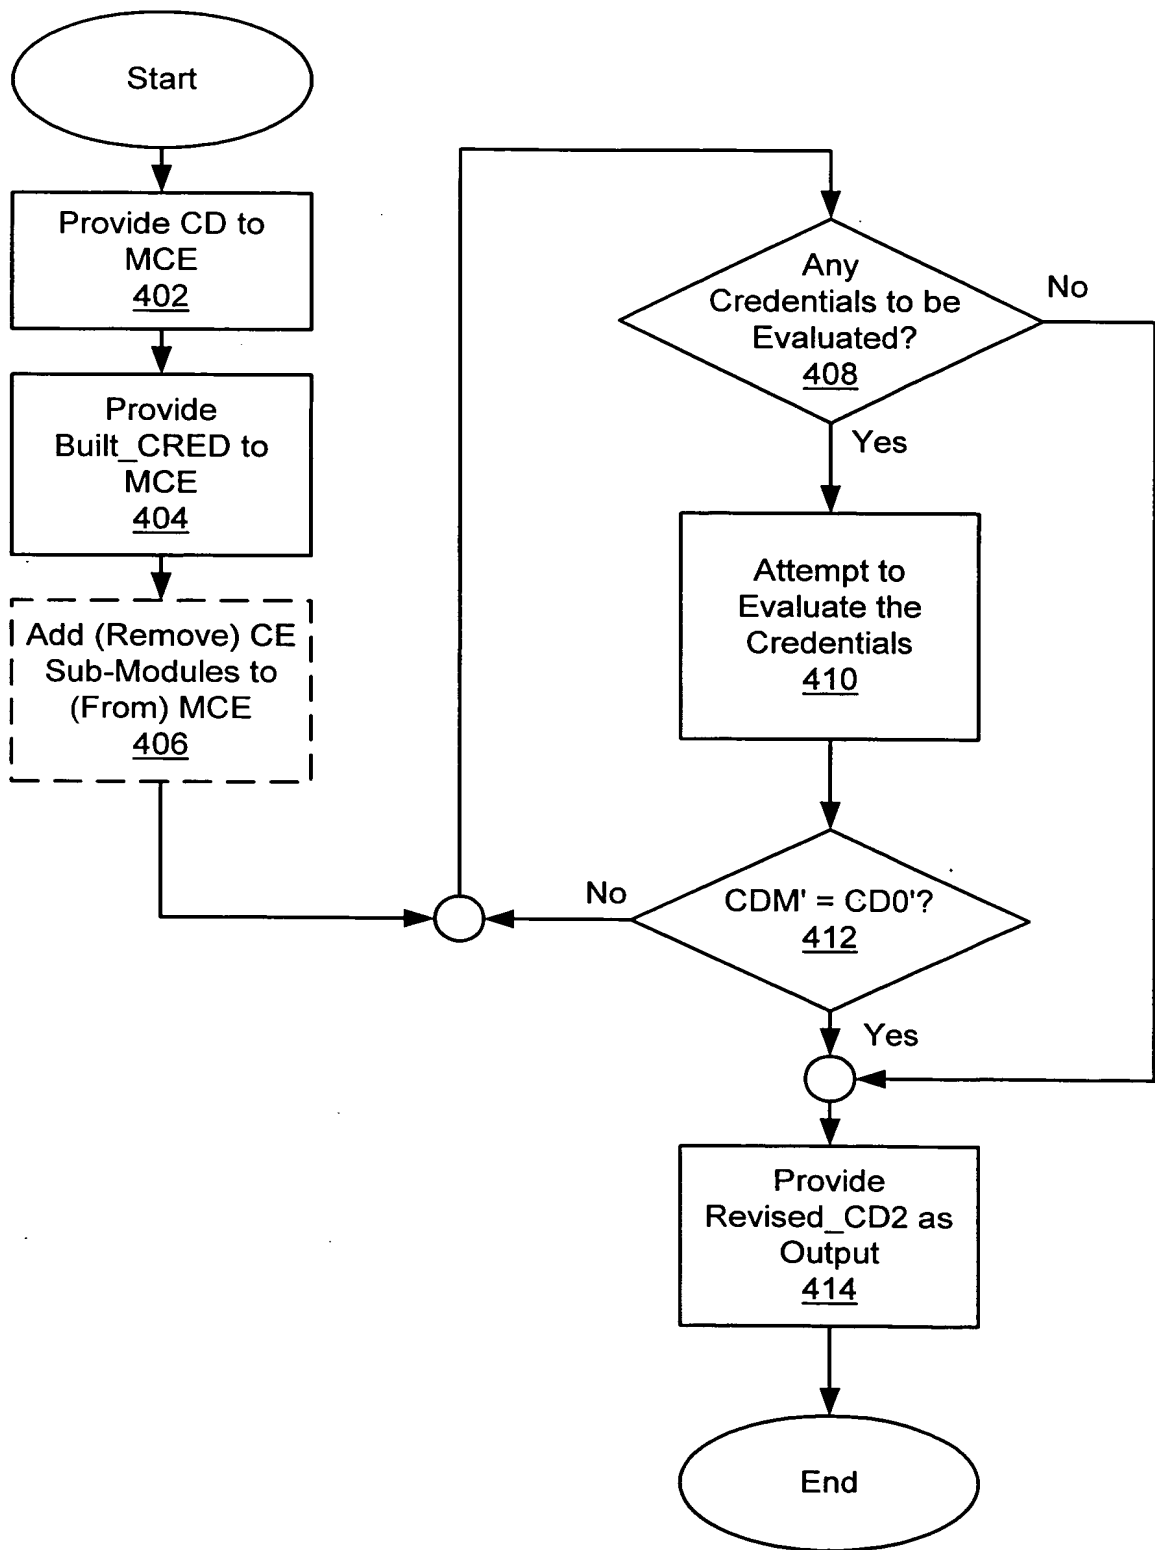 Start
Provide CD to
MCE
402
Provide
Built_CRED to
MCE
404
Add (Remove) CE
Sub-Modules to
(From) MCE
406
Any
Credentials to be
Evaluated?
408
No
Yes
Attempt to
Evaluate the
Credentials
410
No
CDM' = CD0'?
412
Yes
Provide
Revised_CD2 as
Output
414
End